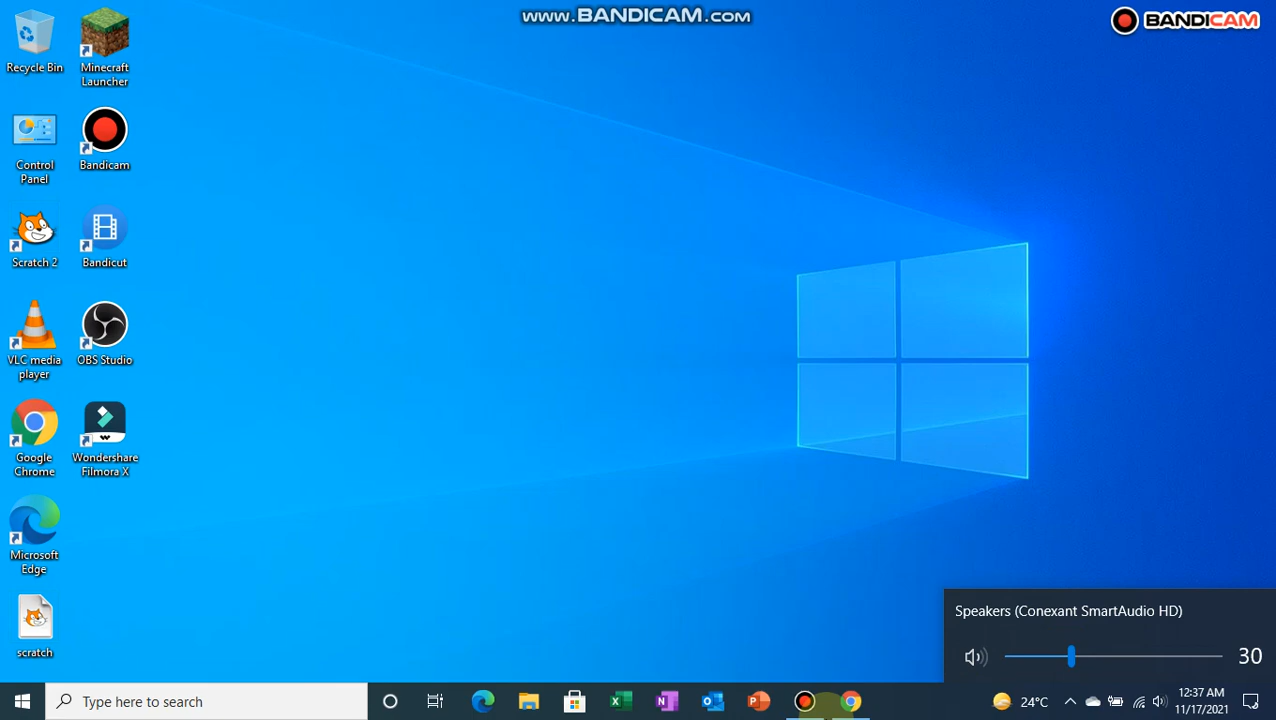 www.BANDICAM.com
BANDICAM
Recycle Bin
Minecraft
Launcher
Control
Panel
Bandicam
Scratch 2
Bandicut
VLC media
player
OBS Studio
Google
Chrome
Wondershare
Filmora X
Microsoft
Edge
scratch
Speakers (Conexant SmartAudio HD)
30
Type here to search
24°C
12:37 AM
11/17/2021